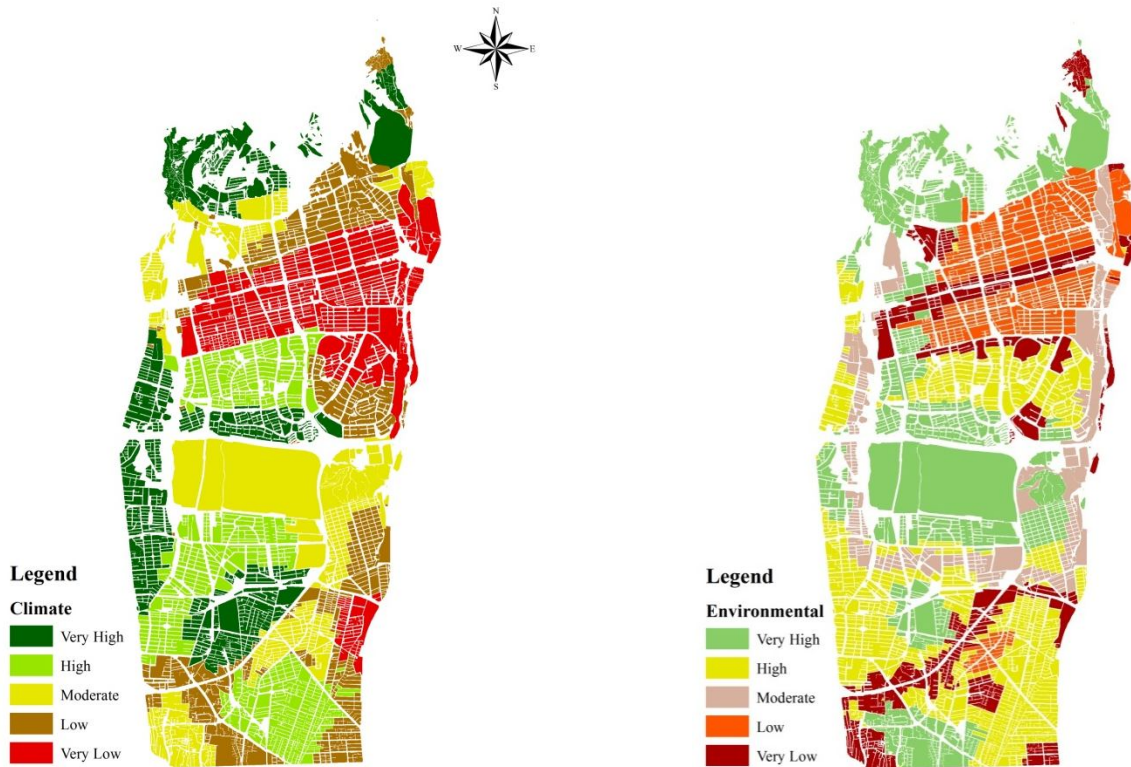 N
W E
S
Legend
Climate
Very High
High
Moderate
Low
Very Low
Legend
Environmental
Very High
High
Moderate
Low
Very Low